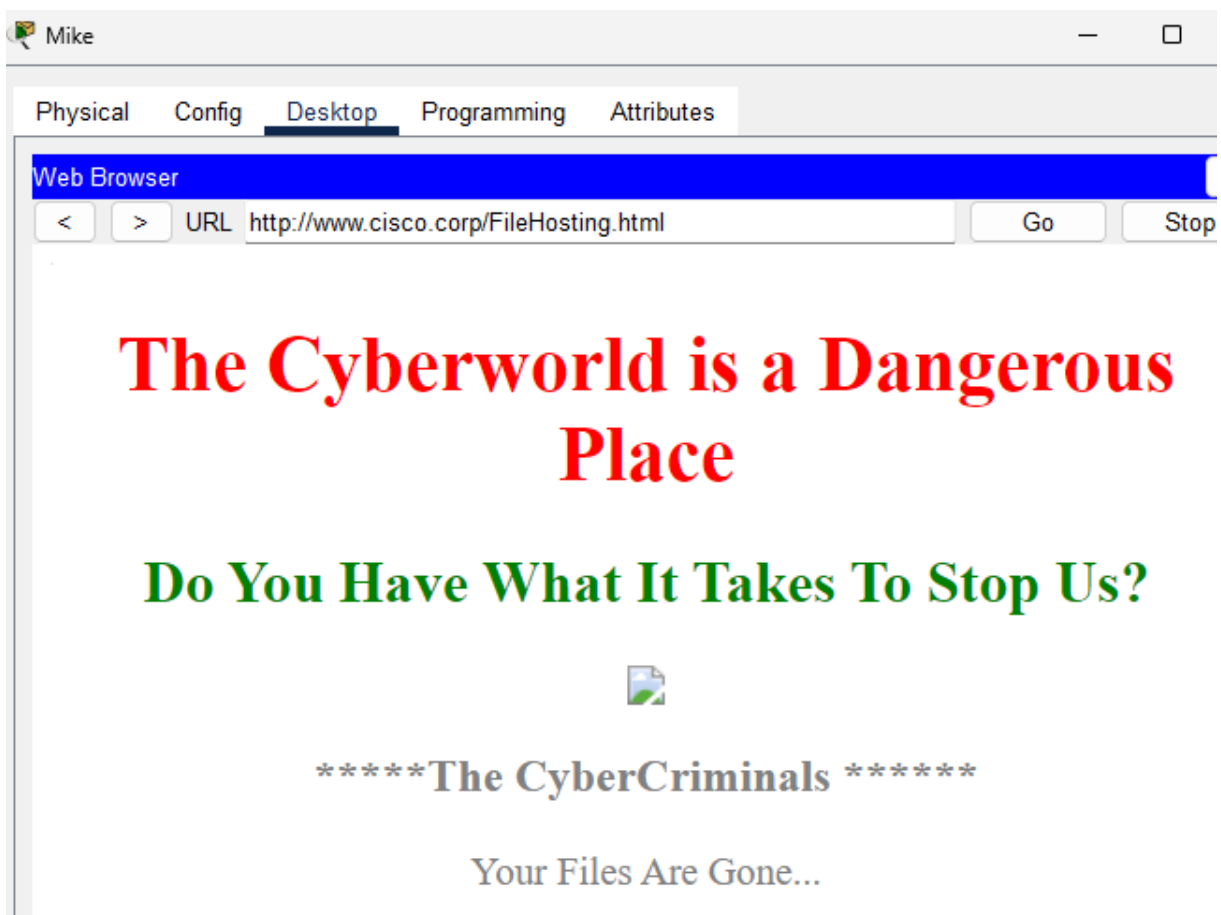 Mike
Physical Config Desktop Programming Attributes
Web Browser
< > URL http://www.cisco.corp/FileHosting.html Go Stop
The Cyberworld is a Dangerous
Place
Do You Have What It Takes To Stop Us?
*****The CyberCriminals ******
Your Files Are Gone...